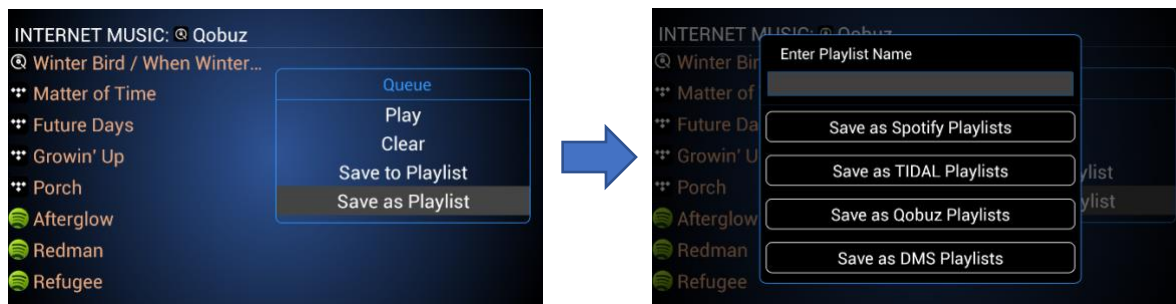 INTERNET MUSIC: Qobuz
Winter Bird / When Winter...
Matter of Time
Future Days
Growin' Up
Porch
Afterglow
Redman
Refugee
Queue
Play
Clear
Save to Playlist
Save as Playlist
INTERNET MUSIC: Qobuz
Winter Bir
Matter of
Future Da
Growin' U
Porch
Afterglow
Redman
Refugee
Enter Playlist Name
Save as Spotify Playlists
Save as TIDAL Playlists
Save as Qobuz Playlists
Save as DMS Playlists
ylist
ylist